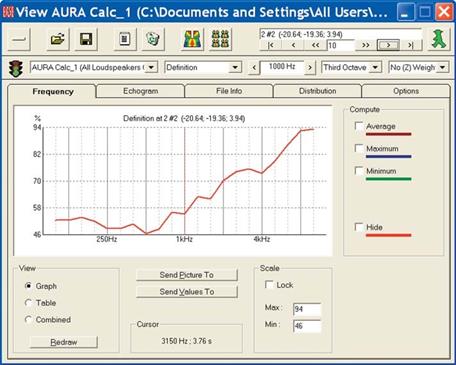 View AURA Calc_1 (C:\Documents and Settings\All Users\...
2 #2 (-20.64; -19.36; 3.94)
|< < << 10 >> > >|
AURA Calc_1 (All Loudspeakers
Definition
< 1000 Hz >
Third Octave
No (Z) Weight
Frequency
Echogram
File Info
Distribution
Options
%
Definition at 2 #2 (-20.64; -19.36; 3.94)
94
82
70
58
46
250Hz
1kHz
4kHz
Compute
Average
Maximum
Minimum
Hide
View
Graph
Table
Combined
Redraw
Send Picture To
Send Values To
Cursor
3150 Hz ; 3.76 s
Scale
Lock
Max : 94
Min : 46